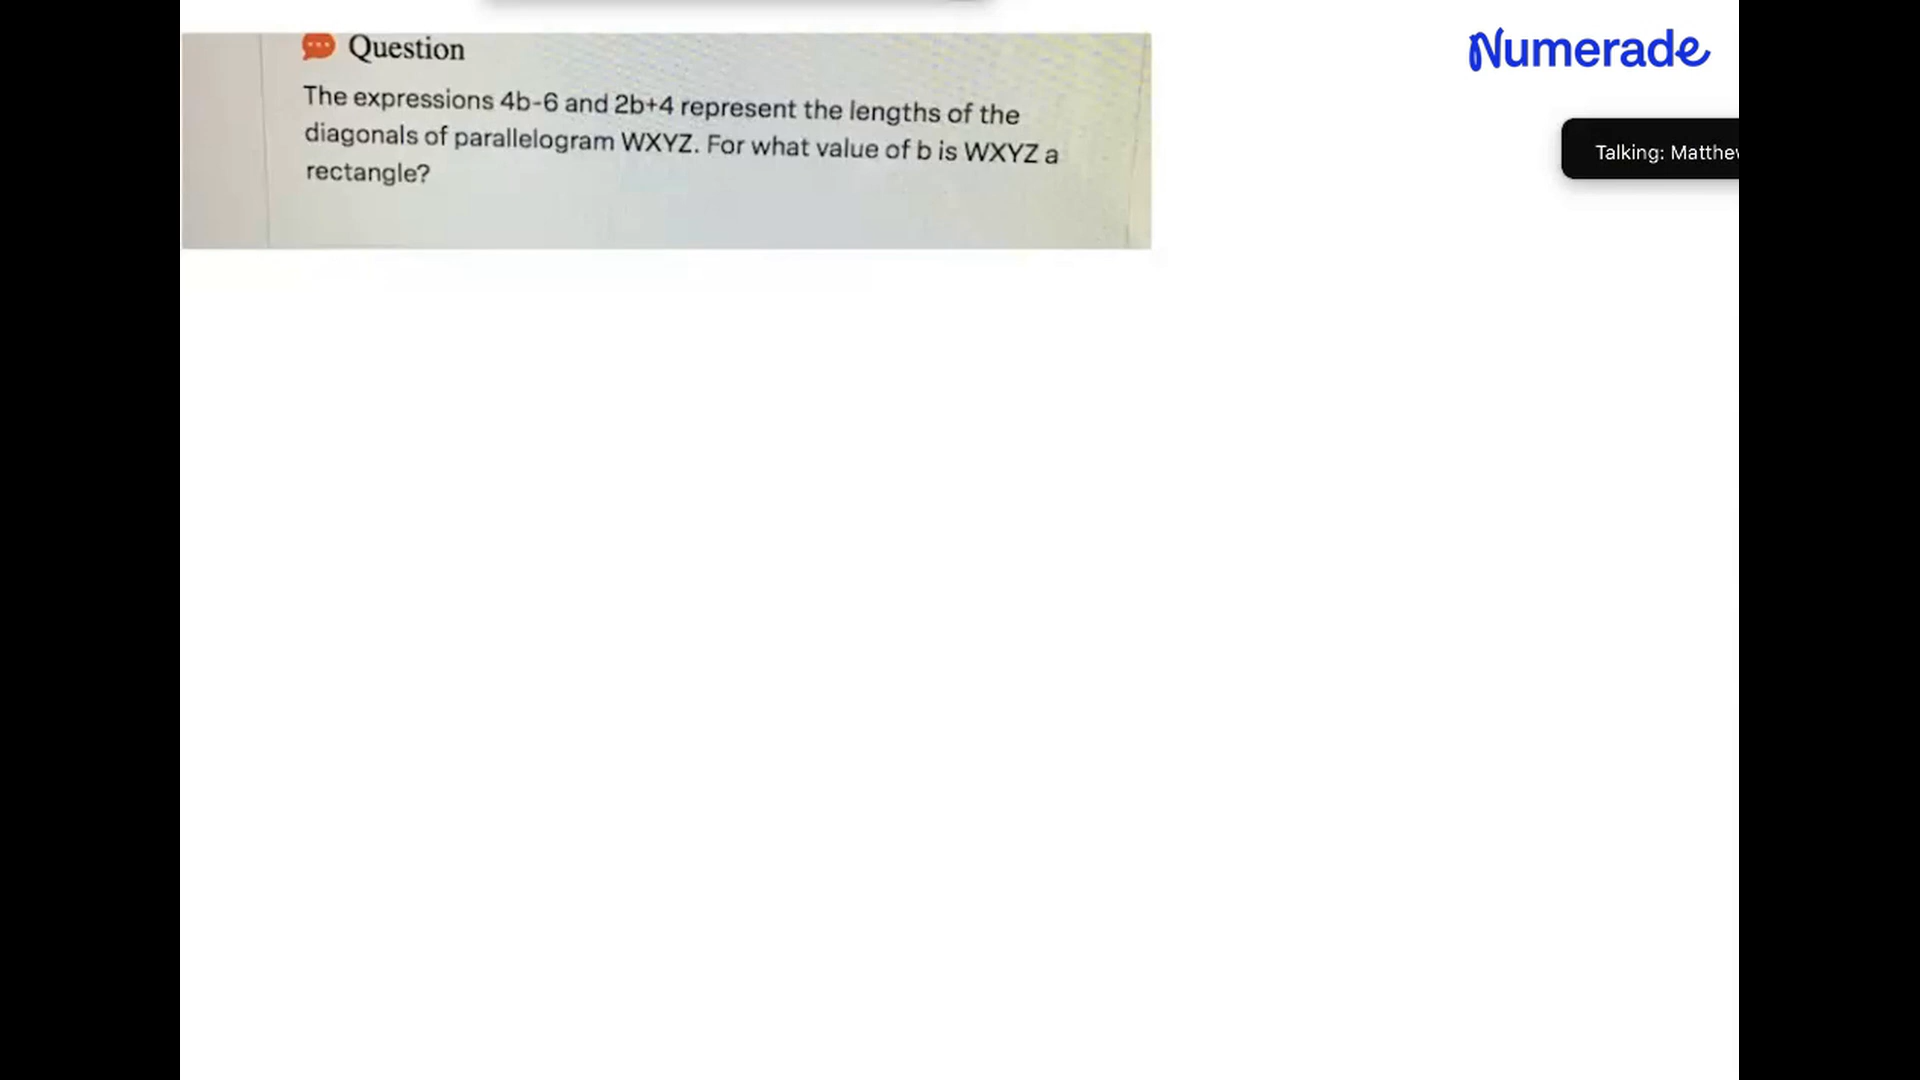 Question
The expressions 4b-6 and 2b+4 represent the lengths of the
diagonals of parallelogram WXYZ. For what value of b is WXYZ a
rectangle?
Numerade
Talking: Matthew